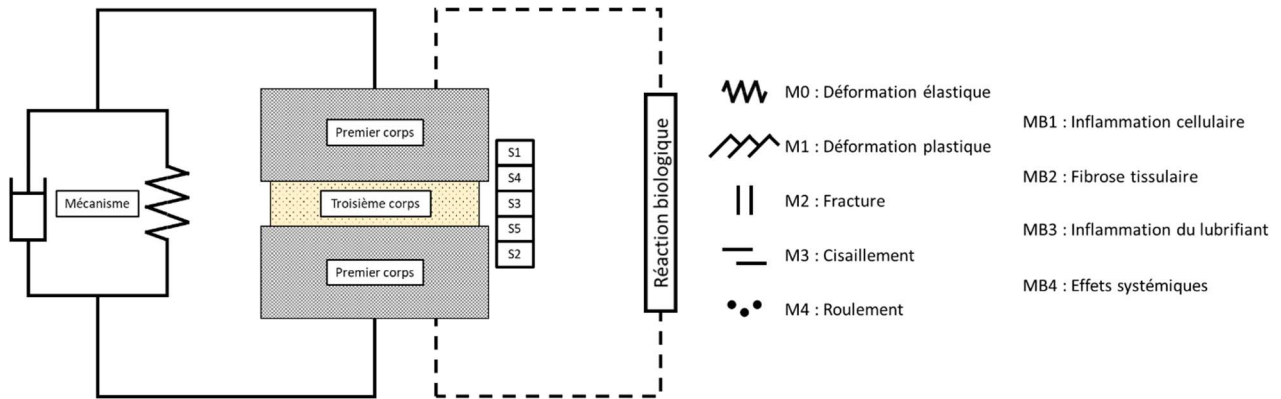 Mécanisme
Premier corps
Troisième corps
Premier corps
S1
S4
S3
S5
S2
Réaction biologique
M0 : Déformation élastique
M1 : Déformation plastique
M2 : Fracture
M3 : Cisaillement
M4 : Roulement
MB1 : Inflammation cellulaire
MB2 : Fibrose tissulaire
MB3 : Inflammation du lubrifiant
MB4 : Effets systémiques